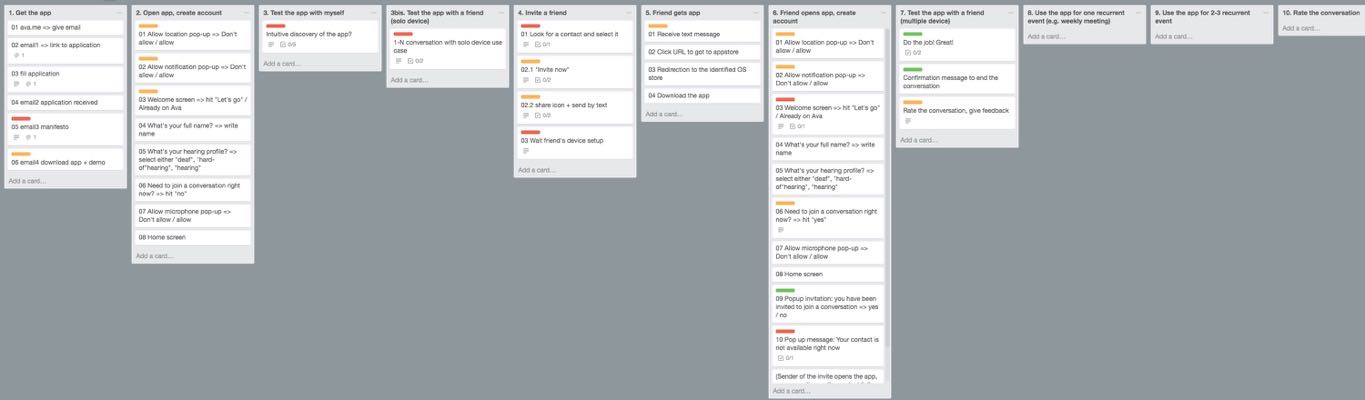 1. Get the app
01 ava.me => give email
02 email1 => link to application
1
03 fill application
04 email2 application received
05 email3 manifesto
1
06 email4 download app + demo
Add a card...
2. Open app, create account
01 Allow location pop-up => Don't
allow / allow
02 Allow notification pop-up => Don't
allow / allow
03 Welcome screen => hit "Let's go" /
Already on Ava
04 What's your full name? => write
name
05 What's your hearing profile? =>
select either "deaf", "hard-
of"hearing", "hearing"
06 Need to join a conversation right
now? => hit "no"
07 Allow microphone pop-up =>
Don't allow / allow
08 Home screen
Add a card...
3. Test the app with myself
Intuitive discovery of the app?
Add a card...
3bis. Test the app with a friend
(solo device)
1-N conversation with solo device use
case
0/2
Add a card...
4. Invite a friend
01 Look for a contact and select it
0/1
02.1 "Invite now"
0/2
02.2 share icon + send by text
0/2
03 Wait friend's device setup
Add a card...
5. Friend gets app
01 Receive text message
02 Click URL to got to appstore
03 Redirection to the identified OS
store
04 Download the app
Add a card...
6. Friend opens app, create
account
01 Allow location pop-up => Don't
allow / allow
02 Allow notification pop-up => Don't
allow / allow
03 Welcome screen => hit "Let's go"
/ Already on Ava
0/1
04 What's your full name? => write
name
05 What's your hearing profile? =>
select either "deaf", "hard-
of"hearing", "hearing"
06 Need to join a conversation right
now? => hit "yes"
07 Allow microphone pop-up =>
Don't allow / allow
08 Home screen
09 Popup invitation: you have been
invited to join a conversation => yes
/ no
10 Pop up message: Your contact is
not available right now
0/1
(Sender of the invite opens the app,
Add a card...
7. Test the app with a friend
(multiple device)
Do the job! Great!
0/2
Confirmation message to end the
conversation
Rate the conversation, give feedback
Add a card...
8. Use the app for one recurrent
event (e.g. weekly meeting)
Add a card...
9. Use the app for 2-3 recurrent
event
Add a card...
10. Rate the conversation
Add a card...